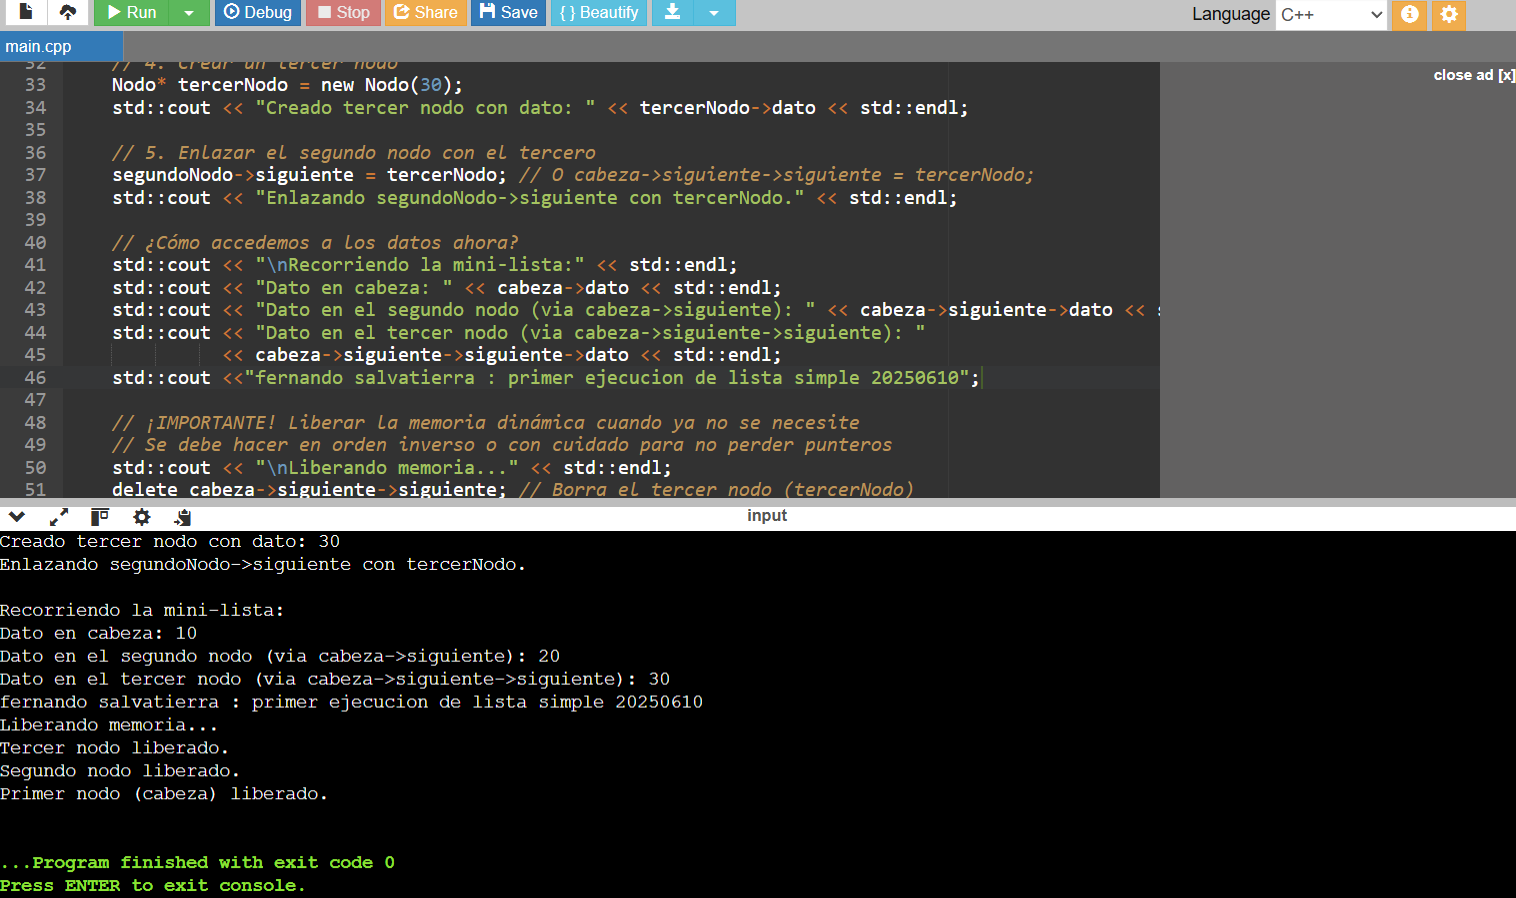 Run Debug Stop Share Save { } Beautify Language C++
main.cpp
close ad [x]
32 // 4. Crear un tercer nodo
33 Nodo* tercerNodo = new Nodo(30);
34 std::cout << "Creado tercer nodo con dato: " << tercerNodo->dato << std::endl;
35
36 // 5. Enlazar el segundo nodo con el tercero
37 segundoNodo->siguiente = tercerNodo; // O cabeza->siguiente->siguiente = tercerNodo;
38 std::cout << "Enlazando segundoNodo->siguiente con tercerNodo." << std::endl;
39
40 // ¿Cómo accedemos a los datos ahora?
41 std::cout << "\nRecorriendo la mini-lista:" << std::endl;
42 std::cout << "Dato en cabeza: " << cabeza->dato << std::endl;
43 std::cout << "Dato en el segundo nodo (via cabeza->siguiente): " << cabeza->siguiente->dato <<
44 std::cout << "Dato en el tercer nodo (via cabeza->siguiente->siguiente): "
45 << cabeza->siguiente->siguiente->dato << std::endl;
46 std::cout <<"fernando salvatierra : primer ejecucion de lista simple 20250610";
47
48 // ¡IMPORTANTE! Liberar la memoria dinámica cuando ya no se necesite
49 // Se debe hacer en orden inverso o con cuidado para no perder punteros
50 std::cout << "\nLiberando memoria..." << std::endl;
51 delete cabeza->siguiente->siguiente; // Borra el tercer nodo (tercerNodo)
input
Creado tercer nodo con dato: 30
Enlazando segundoNodo->siguiente con tercerNodo.
Recorriendo la mini-lista:
Dato en cabeza: 10
Dato en el segundo nodo (via cabeza->siguiente): 20
Dato en el tercer nodo (via cabeza->siguiente->siguiente): 30
fernando salvatierra : primer ejecucion de lista simple 20250610
Liberando memoria...
Tercer nodo liberado.
Segundo nodo liberado.
Primer nodo (cabeza) liberado.
...Program finished with exit code 0
Press ENTER to exit console.